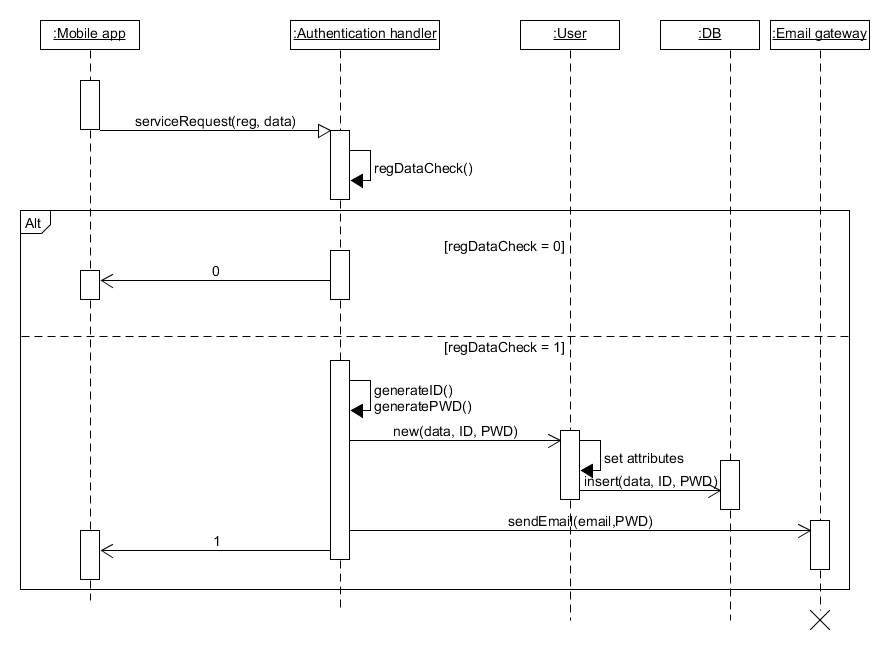 :Mobile app
:Authentication handler
:User
:DB
:Email gateway
serviceRequest(reg, data)
regDataCheck()
Alt
[regDataCheck = 0]
0
[regDataCheck = 1]
generateID()
generatePWD()
new(data, ID, PWD)
set attributes
insert(data, ID, PWD)
sendEmail(email,PWD)
1